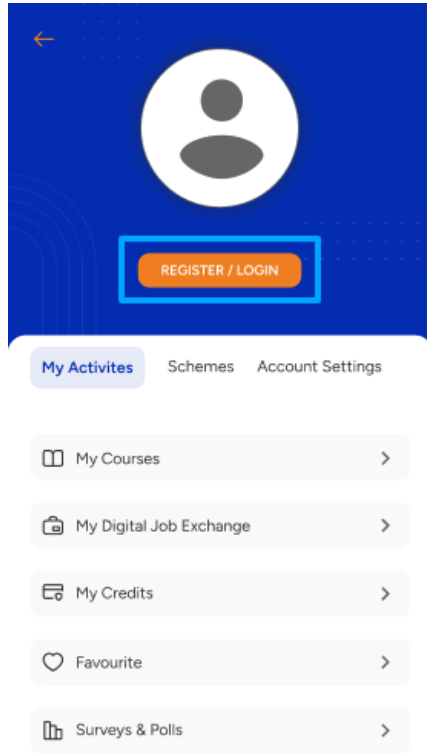 REGISTER / LOGIN
My Activites Schemes Account Settings
My Courses
My Digital Job Exchange
My Credits
Favourite
Surveys & Polls